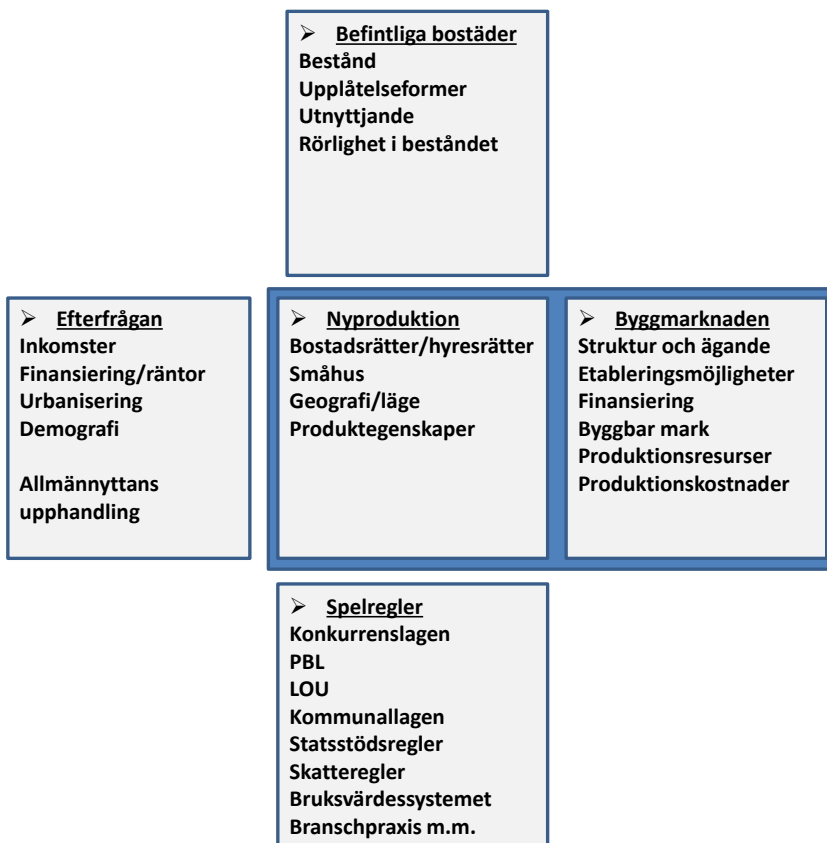 ➢ Befintliga bostäder
Bestånd
Upplåtelseformer
Utnyttjande
Rörlighet i beståndet
➢ Efterfrågan
Inkomster
Finansiering/räntor
Urbanisering
Demografi
Allmännyttans
upphandling
➢ Nyproduktion
Bostadsrätter/hyresrätter
Småhus
Geografi/läge
Produktegenskaper
➢ Byggmarknaden
Struktur och ägande
Etableringsmöjligheter
Finansiering
Byggbar mark
Produktionsresurser
Produktionskostnader
➢ Spelregler
Konkurrenslagen
PBL
LOU
Kommunallagen
Statsstödsregler
Skatteregler
Bruksvärdessystemet
Branschpraxis m.m.